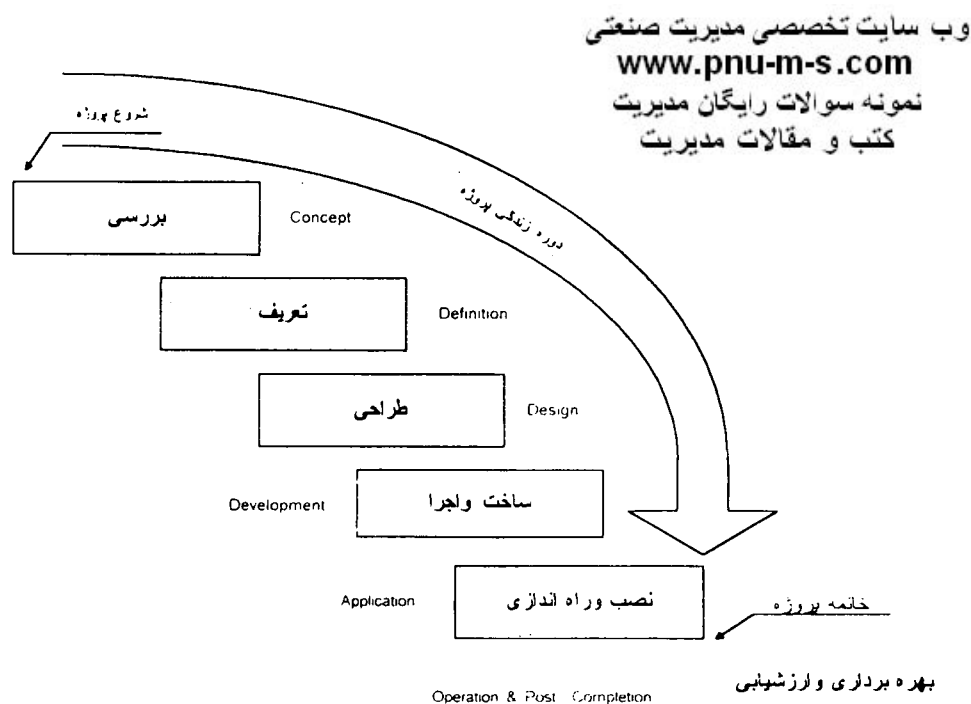 وب سایت تخصصی مدیریت صنعتی
www.pnu-m-s.com
نمونه سوالات رایگان مدیریت
کتب و مقالات مدیریت
شروع پروژه
دوره زندگی پروژه
بررسی
Concept
تعریف
Definition
طراحی
Design
ساخت واجرا
Development
نصب وراه اندازی
Application
خاتمه پروژه
بهره برداری وارزشیابی
Operation & Post Completion